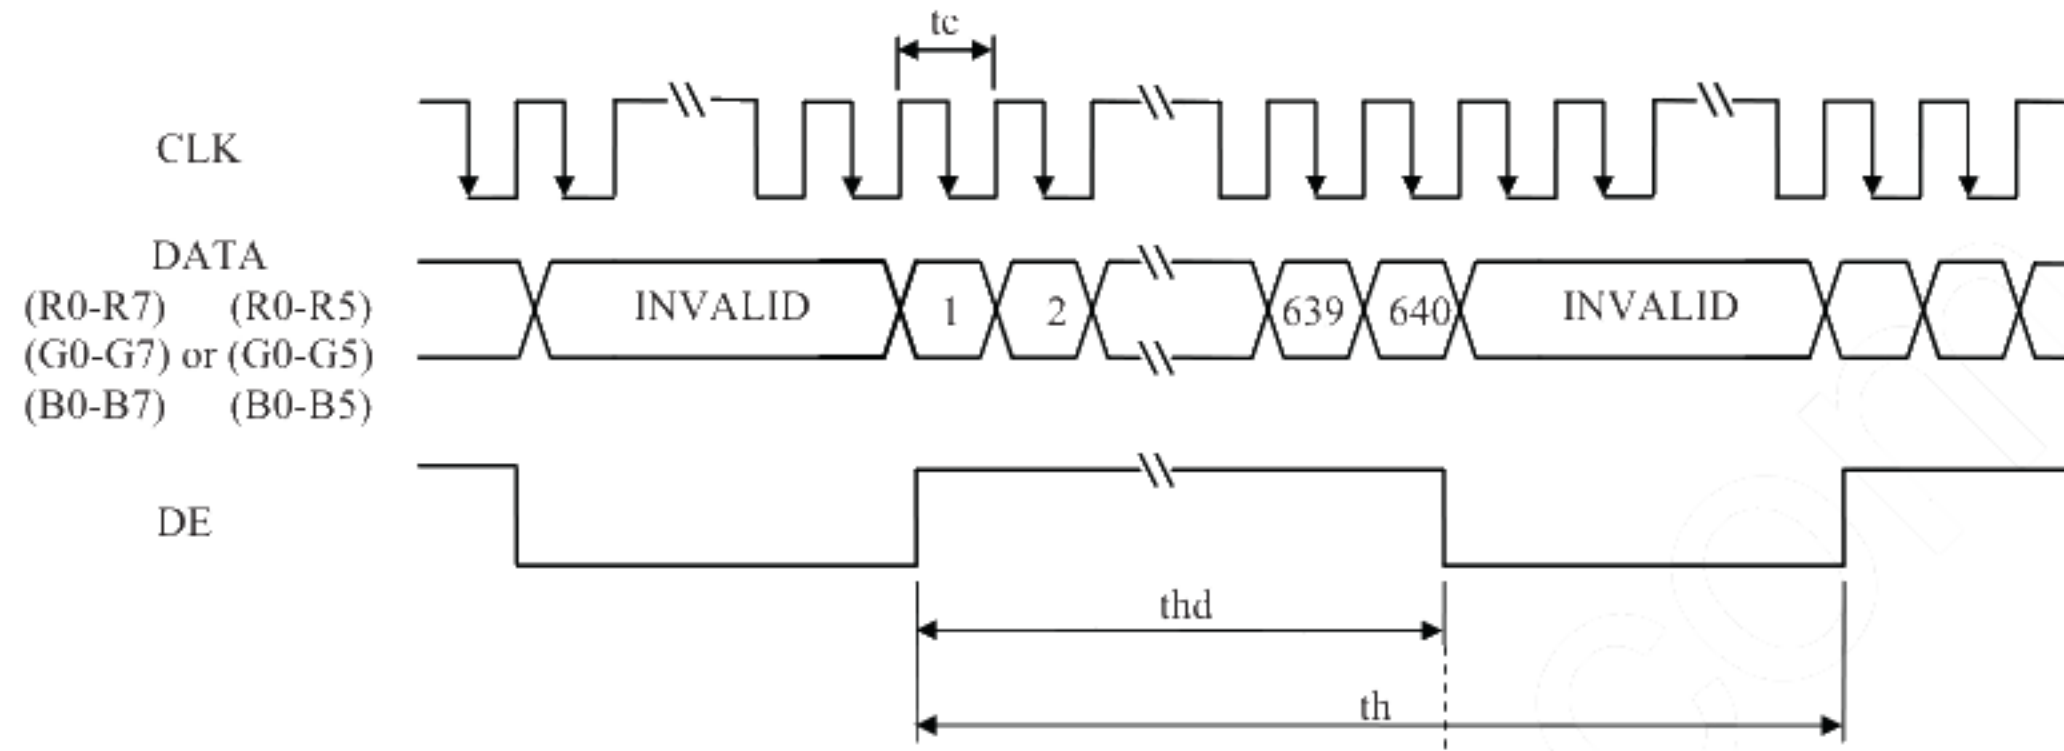 tc
CLK
DATA
(R0-R7) (R0-R5)
(G0-G7) or (G0-G5)
(B0-B7) (B0-B5)
INVALID 1 2 639 640 INVALID
DE
thd
th
com